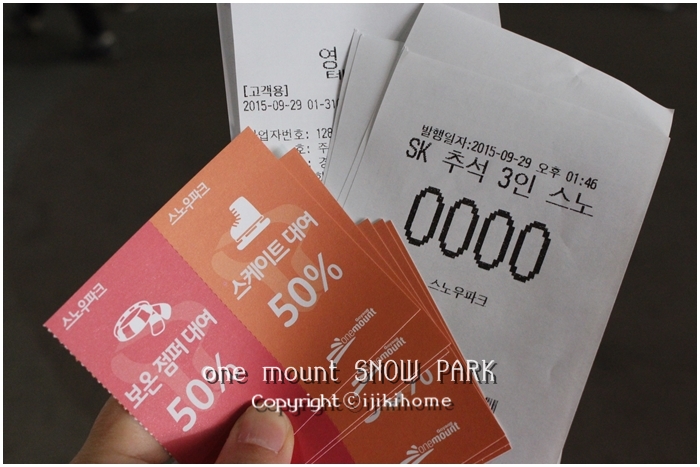 영
[고객용]
2015-09-29 01-31
업자번호: 128
발행일자:2015-09-29 오후 01:46
SK 추석 3인 스노
0000
스노우파크
스노우파크
스케이트 대여
50%
onemount
스노우파크
보온 점퍼 대여
50%
onemount
one mount SNOW PARK
Copyright ©ijikihome